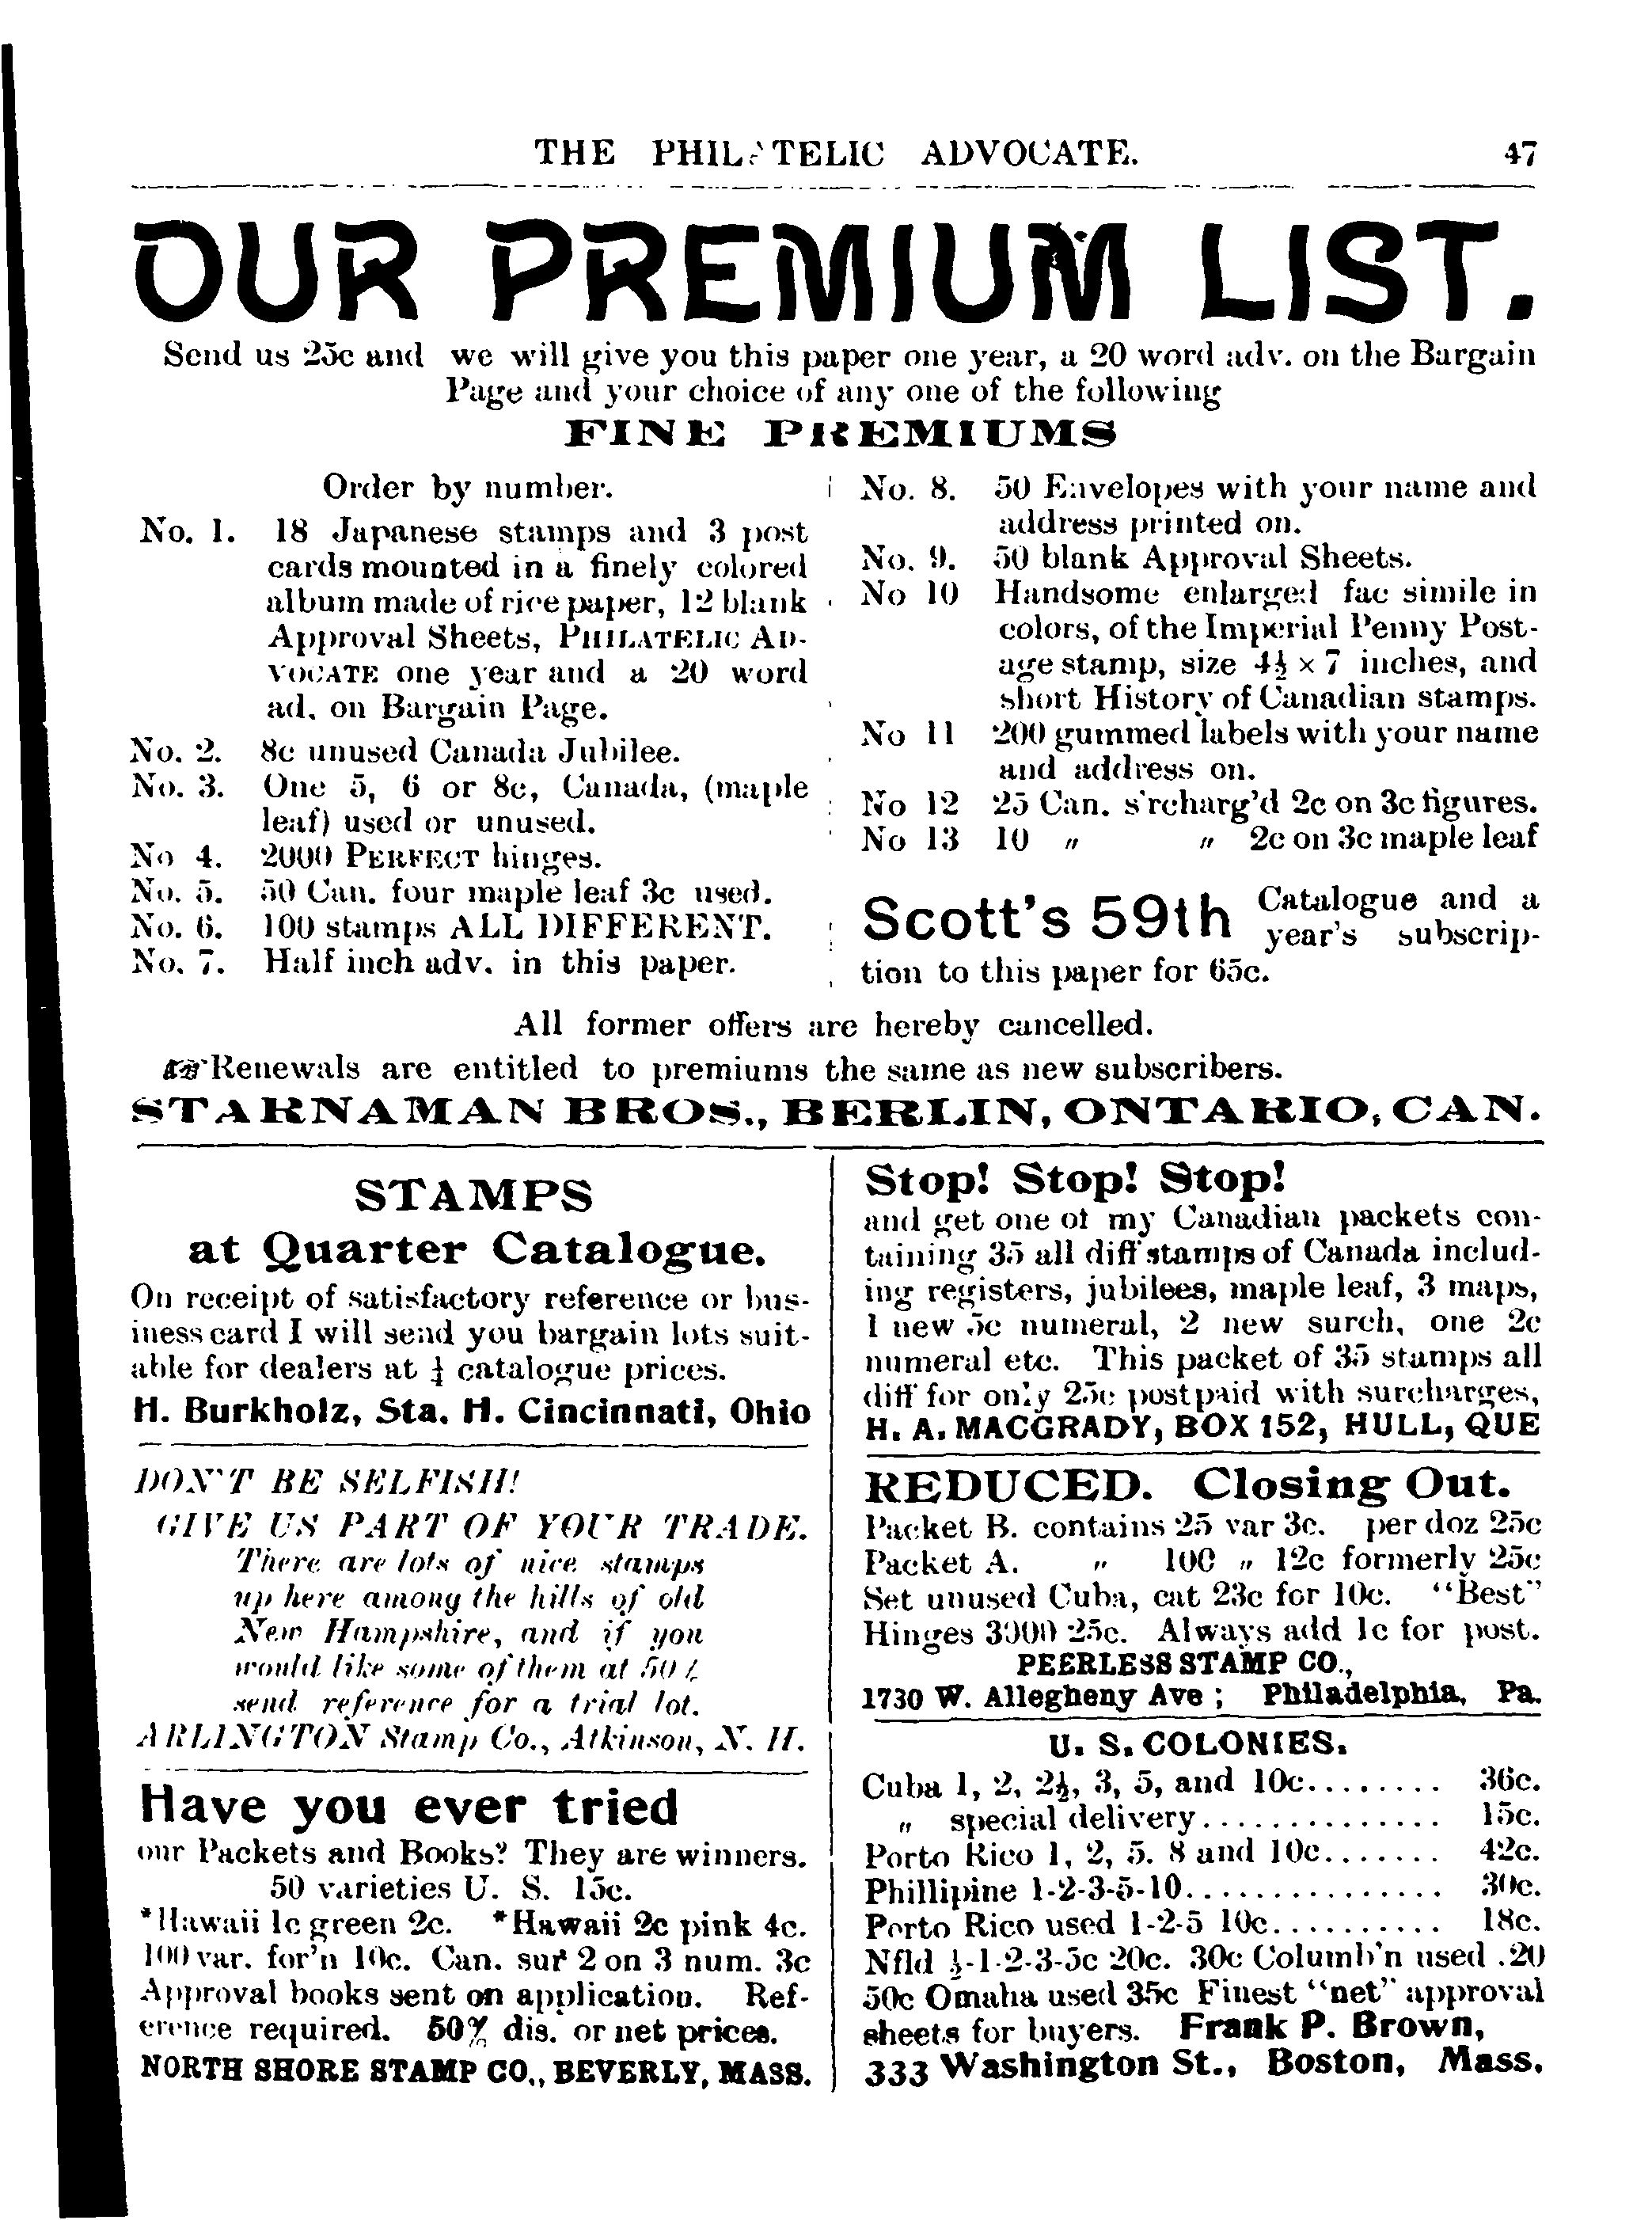 THE PHILATELIC ADVOCATE. 47
OUR PREMIUM LIST.
Send us 25c and we will give you this paper one year, a 20 word adv. on the Bargain
Page and your choice of any one of the following
FINE PREMIUMS
Order by number.
No. 1. 18 Japanese stamps and 3 post
cards mounted in a finely colored
album made of rice paper, 12 blank
Approval Sheets, PHILATELIC AD-
VOCATE one year and a 20 word
ad. on Bargain Page.
No. 2. 8c unused Canada Jubilee.
No. 3. One 5, 6 or 8c, Canada, (maple
leaf) used or unused.
No 4. 2000 PERFECT hinges.
No. 5. 50 Can. four maple leaf 3c used.
No. 6. 100 stamps ALL DIFFERENT.
No. 7. Half inch adv. in this paper.
No. 8. 50 Envelopes with your name and
address printed on.
No. 9. 50 blank Approval Sheets.
No 10 Handsome enlarged fac simile in
colors, of the Imperial Penny Post-
age stamp, size 4½ x 7 inches, and
short History of Canadian stamps.
No 11 200 gummed labels with your name
and address on.
No 12 25 Can. s'rcharg'd 2c on 3c figures.
No 13 10 " " 2c on 3c maple leaf
Scott's 59th Catalogue and a
year's subscrip-
tion to this paper for 65c.
All former offers are hereby cancelled.
☞Renewals are entitled to premiums the same as new subscribers.
STARNAMAN BROS., BERLIN, ONTARIO, CAN.
STAMPS
at Quarter Catalogue.
On receipt of satisfactory reference or bus-
iness card I will send you bargain lots suit-
able for dealers at ¼ catalogue prices.
H. Burkholz, Sta. H. Cincinnati, Ohio
DON'T BE SELFISH!
GIVE US PART OF YOUR TRADE.
There are lots of nice stamps
up here among the hills of old
New Hampshire, and if you
would like some of them at 50%
send reference for a trial lot.
ARLINGTON Stamp Co., Atkinson, N. H.
Have you ever tried
our Packets and Books? They are winners.
50 varieties U. S. 15c.
*Hawaii 1c green 2c. *Hawaii 2c pink 4c.
100 var. for'n 10c. Can. sur 2 on 3 num. 3c
Approval books sent on application. Ref-
erence required. 50% dis. or net prices.
NORTH SHORE STAMP CO., BEVERLY, MASS.
Stop! Stop! Stop!
and get one of my Canadian packets con-
taining 35 all diff stamps of Canada includ-
ing registers, jubilees, maple leaf, 3 maps,
1 new 5c numeral, 2 new surch, one 2c
numeral etc. This packet of 35 stamps all
diff for only 25c postpaid with surcharges,
H. A. MACGRADY, BOX 152, HULL, QUE
REDUCED. Closing Out.
Packet B. contains 25 var 3c. per doz 25c
Packet A. " 100 " 12c formerly 25c
Set unused Cuba, cat 23c for 10c. "Best"
Hinges 3000 25c. Always add 1c for post.
PEERLESS STAMP CO.,
1730 W. Allegheny Ave ; Philadelphia, Pa.
U. S. COLONIES.
Cuba 1, 2, 2½, 3, 5, and 10c........ 36c.
" special delivery.............. 15c.
Porto Rico 1, 2, 5. 8 and 10c....... 42c.
Phillipine 1-2-3-5-10................ 30c.
Porto Rico used 1-2-5 10c.......... 18c.
Nfld ½-1-2-3-5c 20c. 30c Columb'n used .20
50c Omaha used 35c Finest "net" approval
sheets for buyers. Frank P. Brown,
333 Washington St., Boston, Mass.